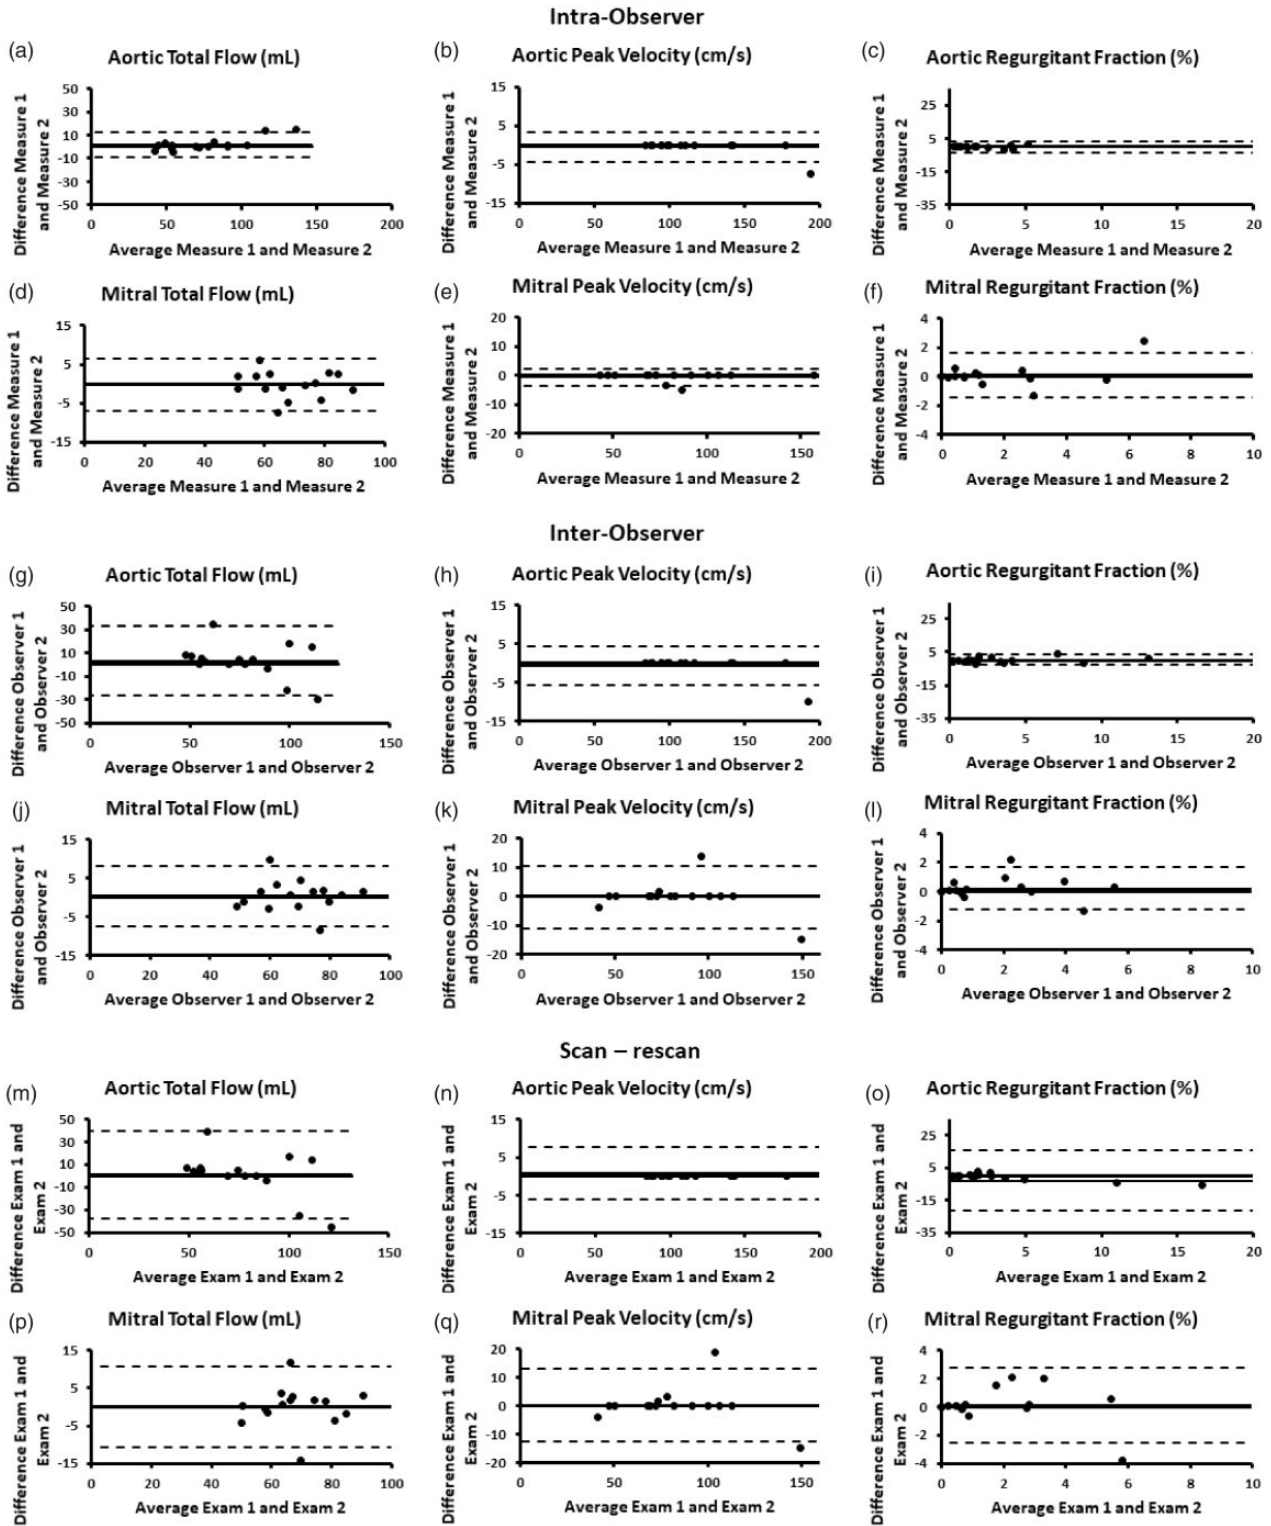 Intra-Observer
(a) Aortic Total Flow (mL)
Difference Measure 1
and Measure 2
50
30
10
-10
-30
-50
0 50 100 150 200
Average Measure 1 and Measure 2
(b) Aortic Peak Velocity (cm/s)
15
5
-5
-15
0 50 100 150 200
Average Measure 1 and Measure 2
(c) Aortic Regurgitant Fraction (%)
Difference Measure 1
and Measure 2
25
5
-15
-35
0 5 10 15 20
Average Measure 1 and Measure 2
(d) Mitral Total Flow (mL)
Difference Measure 1
and Measure 2
15
5
-5
-15
0 20 40 60 80 100
Average Measure 1 and Measure 2
(e) Mitral Peak Velocity (cm/s)
Difference Measure 1
and Measure 2
20
10
0
-10
-20
0 50 100 150
Average Measure 1 and Measure 2
(f) Mitral Regurgitant Fraction (%)
Difference Measure 1
and Measure 2
4
2
0
-2
-4
0 2 4 6 8 10
Average Measure 1 and Measure 2
Inter-Observer
(g) Aortic Total Flow (mL)
Difference Observer 1
and Observer 2
50
30
10
-10
-30
-50
0 50 100 150
Average Observer 1 and Observer 2
(h) Aortic Peak Velocity (cm/s)
Difference Observer 1
and Observer 2
15
5
-5
-15
0 50 100 150 200
Average Observer 1 and Observer 2
(i) Aortic Regurgitant Fraction (%)
Difference Observer 1
and Observer 2
25
5
-15
-35
0 5 10 15 20
Average Observer 1 and Observer 2
(j) Mitral Total Flow (mL)
Difference Observer 1
and Observer 2
15
5
-5
-15
0 20 40 60 80 100
Average Observer 1 and Observer 2
(k) Mitral Peak Velocity (cm/s)
Difference Observer 1
and Observer 2
20
10
0
-10
-20
0 50 100 150
Average Observer 1 and Observer 2
(l) Mitral Regurgitant Fraction (%)
Difference Observer 1
and Observer 2
4
2
0
-2
-4
0 2 4 6 8 10
Average Observer 1 and Observer 2
Scan – rescan
(m) Aortic Total Flow (mL)
Difference Exam 1 and
Exam 2
50
30
10
-10
-30
-50
0 50 100 150
Average Exam 1 and Exam 2
(n) Aortic Peak Velocity (cm/s)
Difference Exam 1 and
Exam 2
15
5
-5
-15
0 50 100 150 200
Average Exam 1 and Exam 2
(o) Aortic Regurgitant Fraction (%)
Difference Exam 1 and
Exam 2
25
5
-15
-35
0 5 10 15 20
Average Exam 1 and Exam 2
(p) Mitral Total Flow (mL)
Difference Exam 1 and
Exam 2
15
5
-5
-15
0 20 40 60 80 100
Average Exam 1 and Exam 2
(q) Mitral Peak Velocity (cm/s)
Difference Exam 1 and
Exam 2
20
10
0
-10
-20
0 50 100 150
Average Exam 1 and Exam 2
(r) Mitral Regurgitant Fraction (%)
Difference Exam 1 and
Exam 2
4
2
0
-2
-4
0 2 4 6 8 10
Average Exam 1 and Exam 2